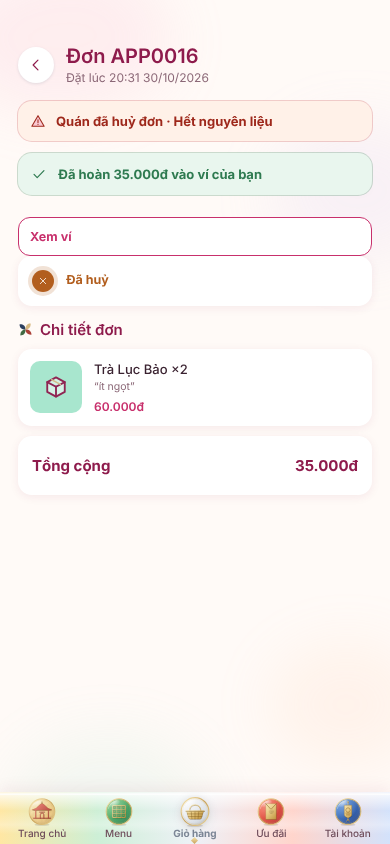 Đơn APP0016
Đặt lúc 20:31 30/10/2026
Quán đã huỷ đơn · Hết nguyên liệu
Đã hoàn 35.000đ vào ví của bạn
Xem ví
Đã huỷ
Chi tiết đơn
Trà Lục Bảo ×2
"ít ngọt"
60.000đ
Tổng cộng 35.000đ
Trang chủ Menu Giỏ hàng Ưu đãi Tài khoản